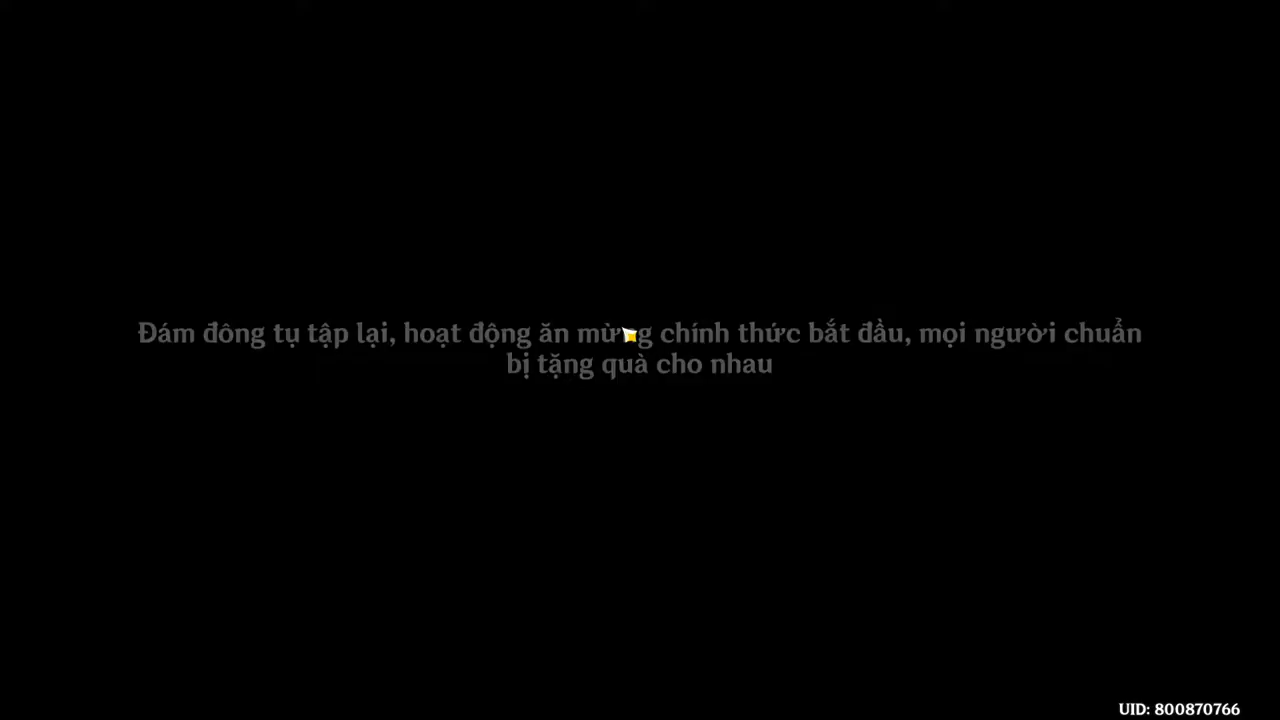 Đám đông tụ tập lại, hoạt động ăn mừng chính thức bắt đầu, mọi người chuẩn
bị tặng quà cho nhau
UID: 800870766